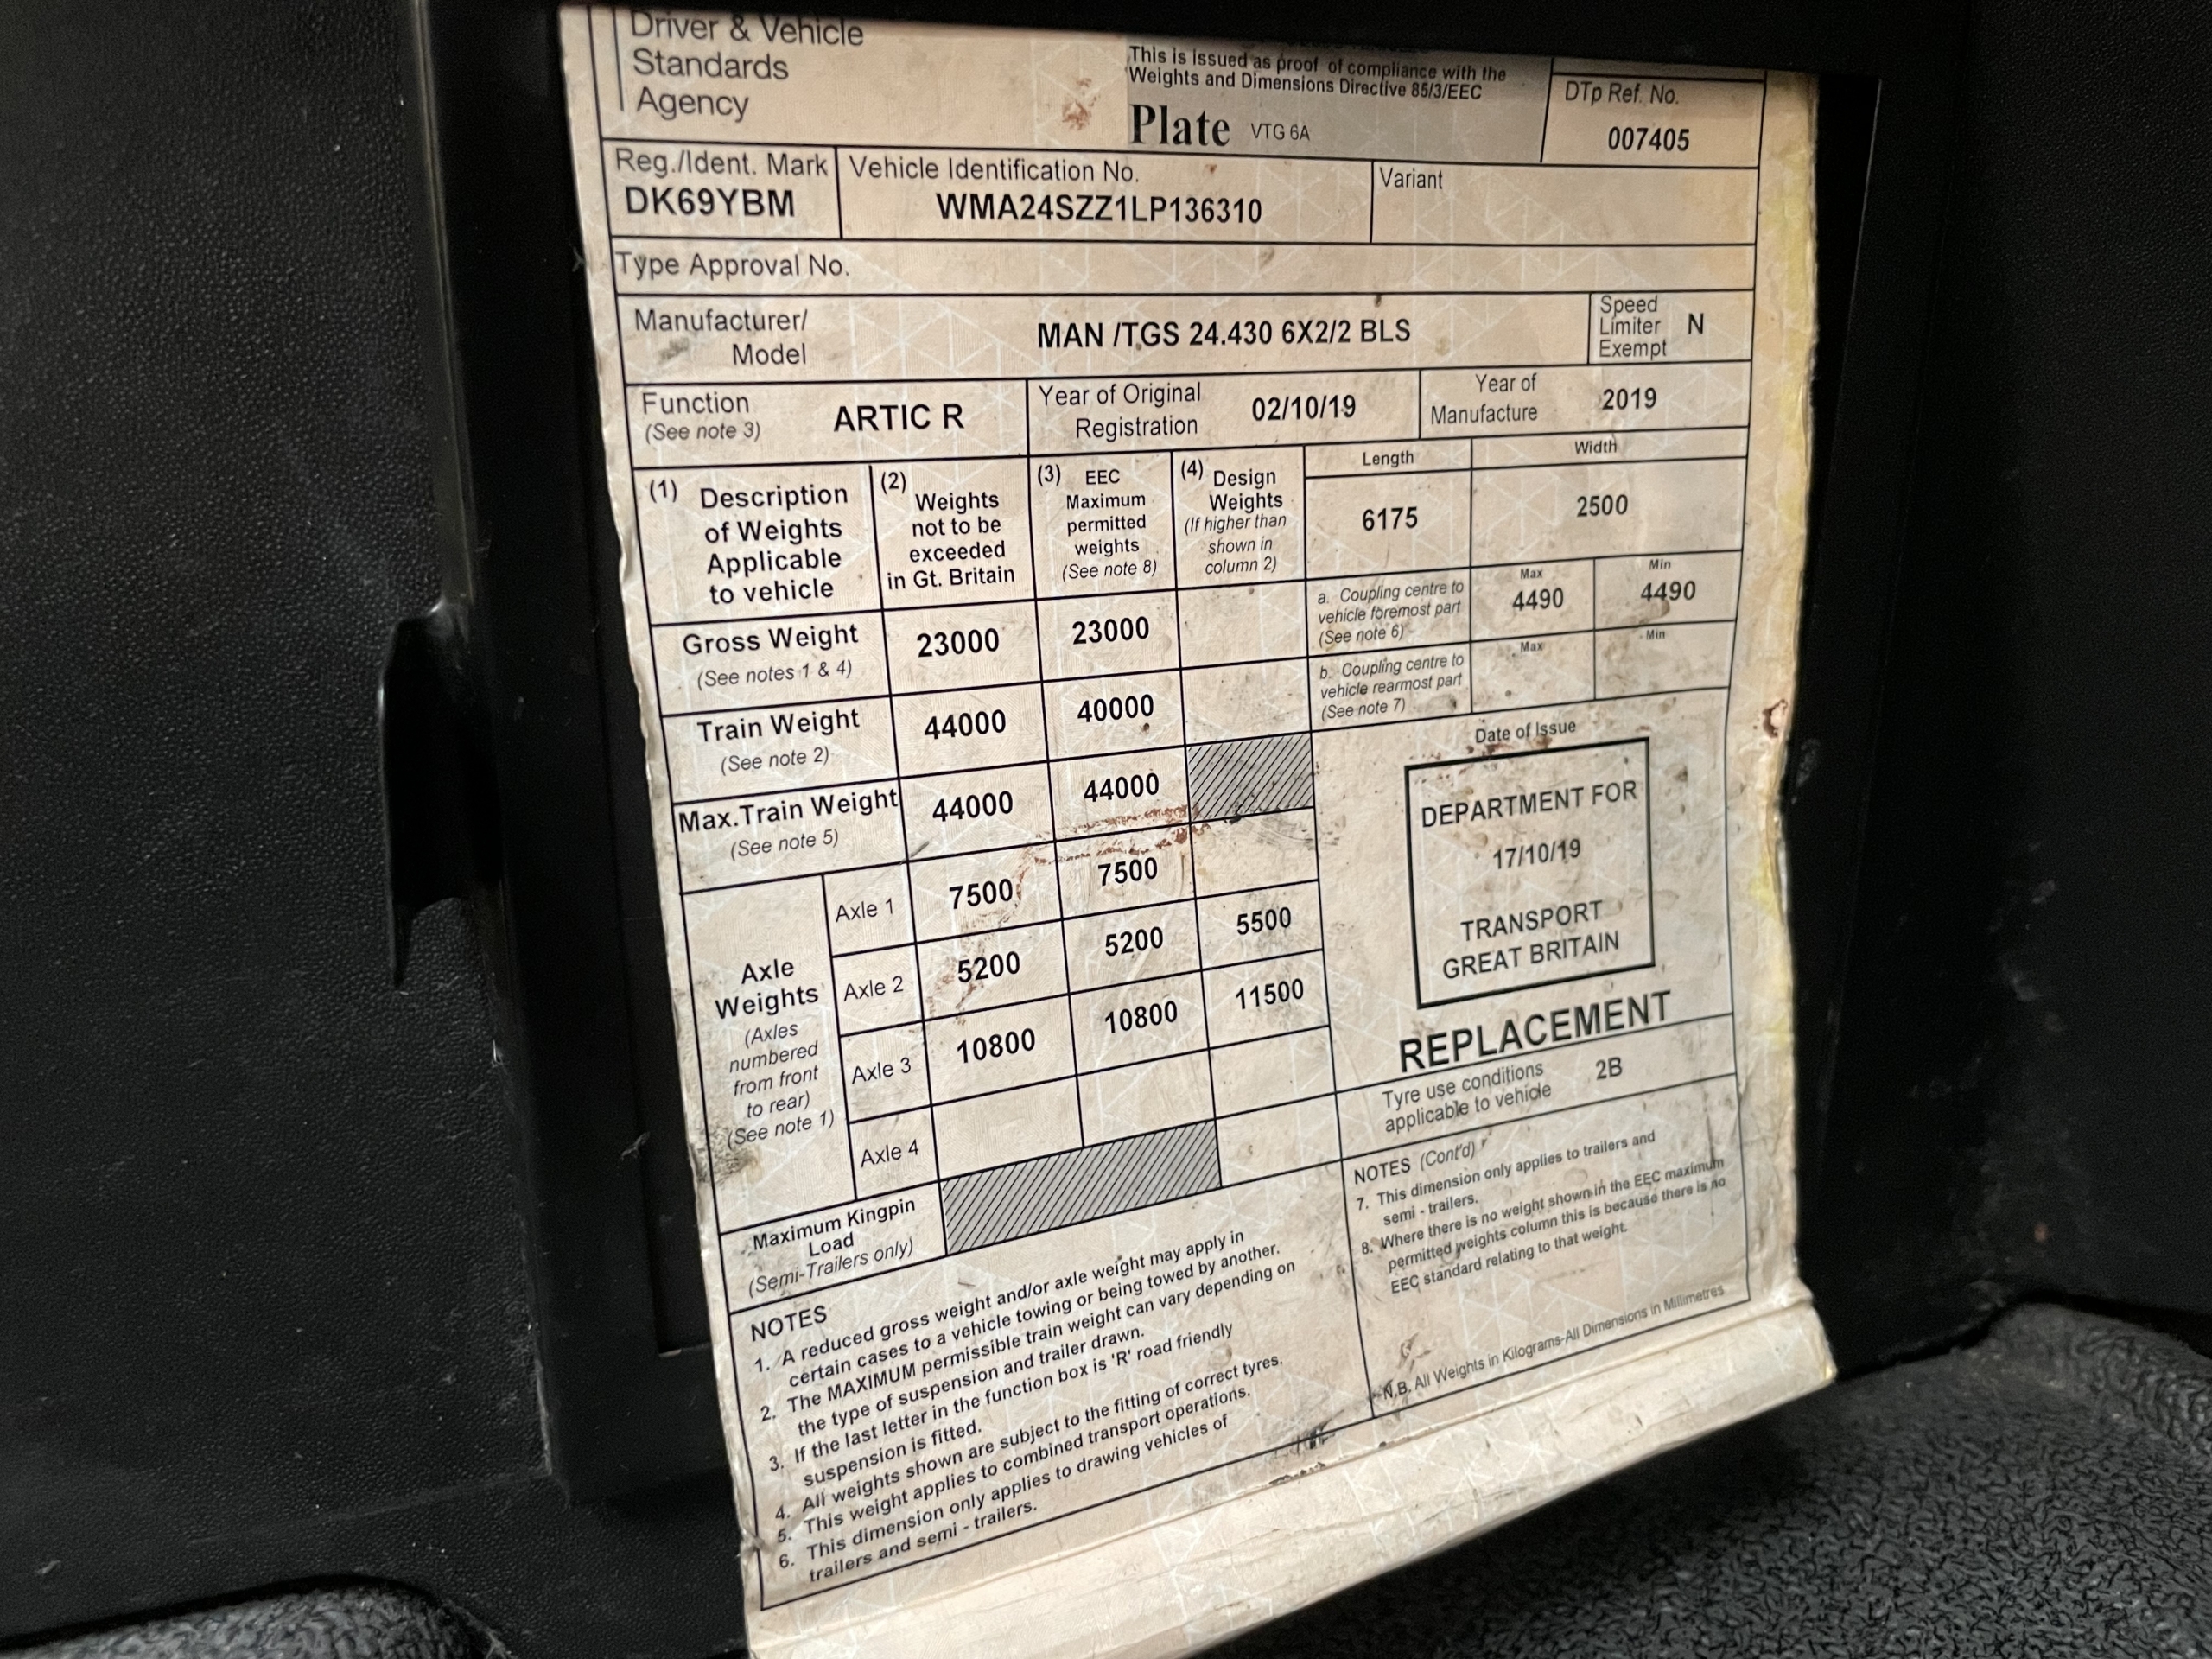 Driver & Vehicle
Standards
Agency
This is issued as proof of compliance with the
Weights and Dimensions Directive 85/3/EEC
Plate VTG 6A
DTp Ref. No.
007405
Reg./Ident. Mark
DK69YBM
Vehicle Identification No.
WMA24SZZ1LP136310
Variant
Type Approval No.
Manufacturer/
Model
MAN /TGS 24.430 6X2/2 BLS
Speed
Limiter
Exempt
N
Function
(See note 3)
ARTIC R
Year of Original
Registration
02/10/19
Year of
Manufacture
2019
(1) Description
of Weights
Applicable
to vehicle
(2)
Weights
not to be
exceeded
in Gt. Britain
(3) EEC
Maximum
permitted
weights
(See note 8)
(4) Design
Weights
(If higher than
shown in
column 2)
Length
6175
Width
2500
a. Coupling centre to
vehicle foremost part
(See note 6)
Max
4490
Min
4490
b. Coupling centre to
vehicle rearmost part
(See note 7)
Max
Min
Gross Weight
(See notes 1 & 4)
23000
23000
Train Weight
(See note 2)
44000
40000
Max.Train Weight
(See note 5)
44000
44000
Axle
Weights
(Axles
numbered
from front
to rear)
(See note 1)
Axle 1
7500
7500
Axle 2
5200
5200
5500
Axle 3
10800
10800
11500
Axle 4
Maximum Kingpin
Load
(Semi-Trailers only)
Date of Issue
DEPARTMENT FOR
17/10/19
TRANSPORT
GREAT BRITAIN
REPLACEMENT
Tyre use conditions
applicable to vehicle
2B
NOTES
1. A reduced gross weight and/or axle weight may apply in
certain cases to a vehicle towing or being towed by another.
2. The MAXIMUM permissible train weight can vary depending on
the type of suspension and trailer drawn.
3. If the last letter in the function box is 'R' road friendly
suspension is fitted.
4. All weights shown are subject to the fitting of correct tyres.
5. This weight applies to combined transport operations.
6. This dimension only applies to drawing vehicles of
trailers and semi - trailers.
NOTES (Cont'd)
7. This dimension only applies to trailers and
semi - trailers.
8. Where there is no weight shown in the EEC maximum
permitted weights column this is because there is no
EEC standard relating to that weight.
N.B. All Weights in Kilograms-All Dimensions in Millimetres